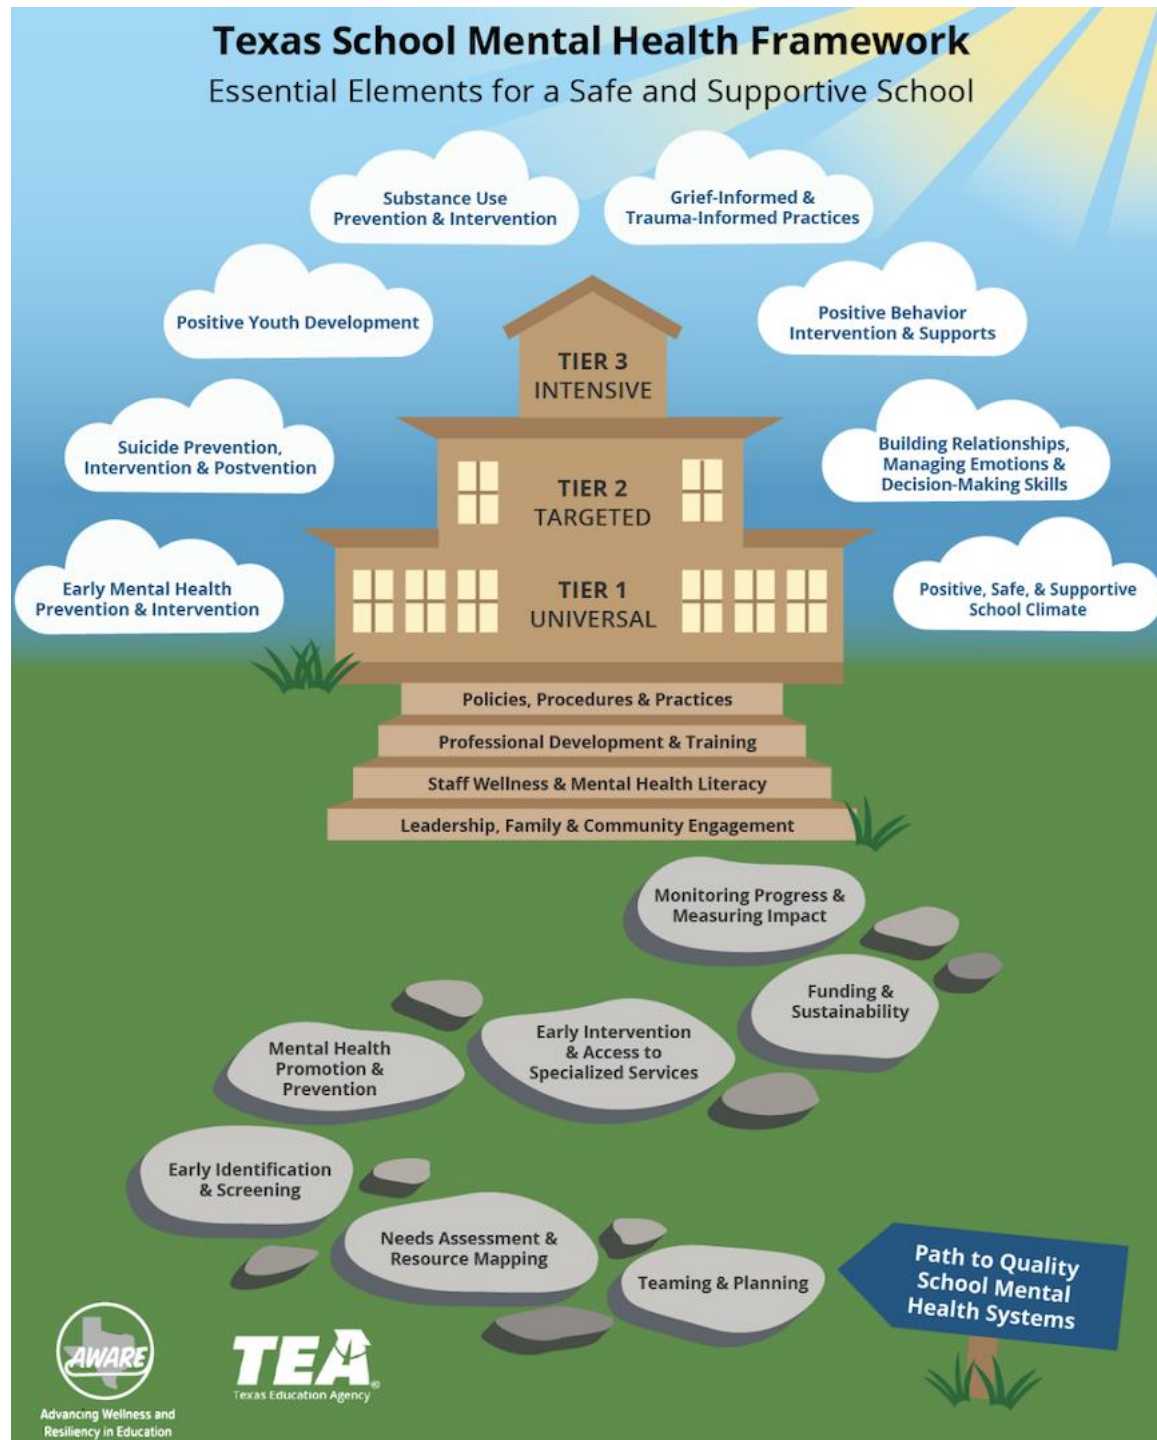 Texas School Mental Health Framework
Essential Elements for a Safe and Supportive School
Substance Use
Prevention & Intervention
Grief-Informed &
Trauma-Informed Practices
Positive Youth Development
Positive Behavior
Intervention & Supports
Suicide Prevention,
Intervention & Postvention
Building Relationships,
Managing Emotions &
Decision-Making Skills
Early Mental Health
Prevention & Intervention
Positive, Safe, & Supportive
School Climate
TIER 3
INTENSIVE
TIER 2
TARGETED
TIER 1
UNIVERSAL
Policies, Procedures & Practices
Professional Development & Training
Staff Wellness & Mental Health Literacy
Leadership, Family & Community Engagement
Monitoring Progress &
Measuring Impact
Funding &
Sustainability
Early Intervention
& Access to
Specialized Services
Mental Health
Promotion &
Prevention
Early Identification
& Screening
Needs Assessment &
Resource Mapping
Teaming & Planning
Path to Quality
School Mental
Health Systems
AWARE
Advancing Wellness and
Resiliency in Education
TEA®
Texas Education Agency